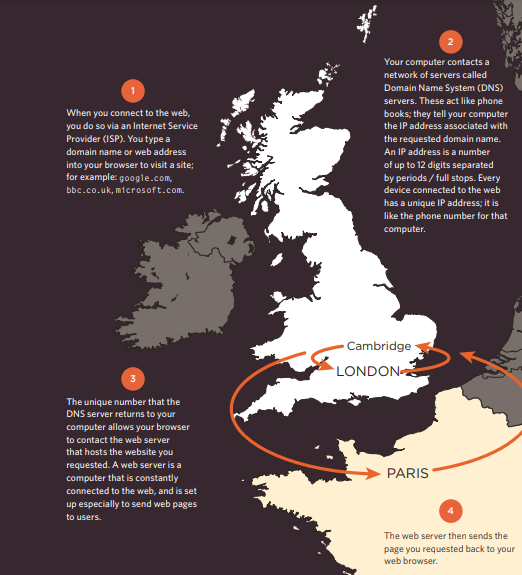 1
When you connect to the web,
you do so via an Internet Service
Provider (ISP). You type a
domain name or web address
into your browser to visit a site;
for example: google.com,
bbc.co.uk, microsoft.com.
2
Your computer contacts a
network of servers called
Domain Name System (DNS)
servers. These act like phone
books; they tell your computer
the IP address associated with
the requested domain name.
An IP address is a number
of up to 12 digits separated
by periods / full stops. Every
device connected to the web
has a unique IP address; it is
like the phone number for that
computer.
Cambridge
LONDON
PARIS
3
The unique number that the
DNS server returns to your
computer allows your browser
to contact the web server
that hosts the website you
requested. A web server is a
computer that is constantly
connected to the web, and is set
up especially to send web pages
to users.
4
The web server then sends the
page you requested back to your
web browser.